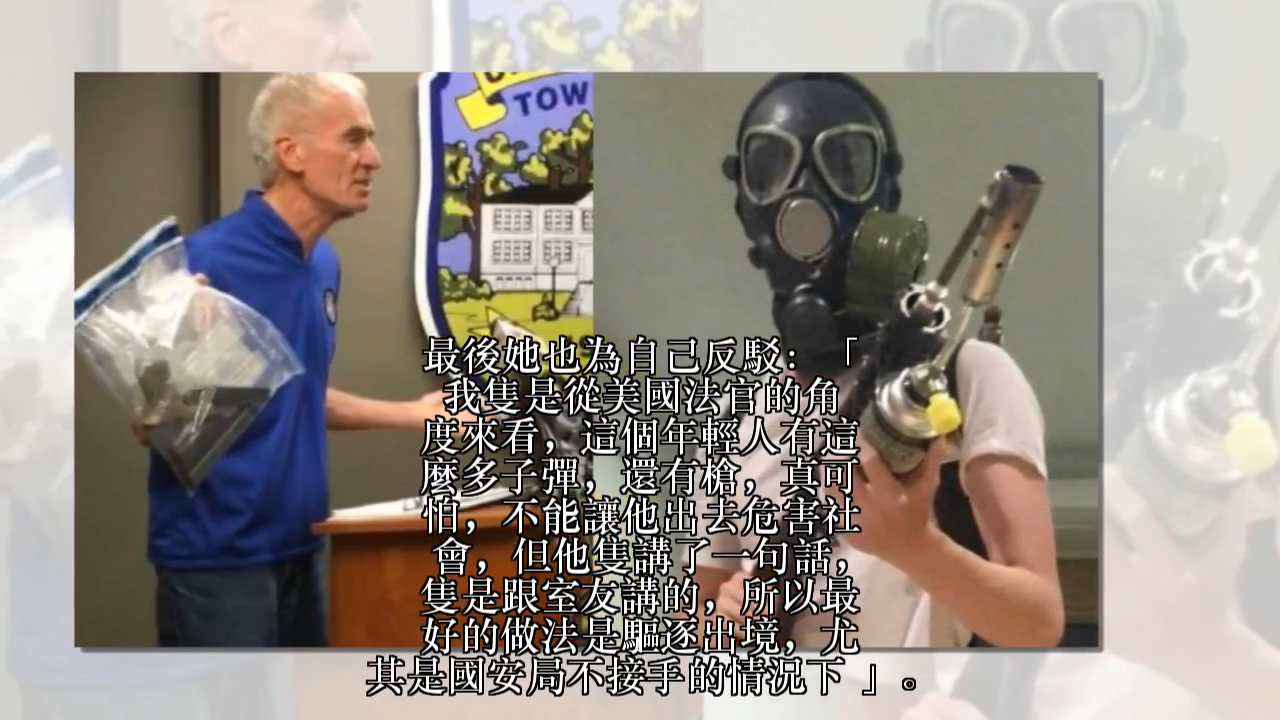 TOW
最後她也為自己反駁：「
我隻是從美國法官的角
度來看，這個年輕人有這
麼多子彈，還有槍，真可
怕，不能讓他出去危害社
會，但他隻講了一句話，
隻是跟室友講的，所以最
好的做法是驅逐出境，尤
其是國安局不接手的情況下 」。